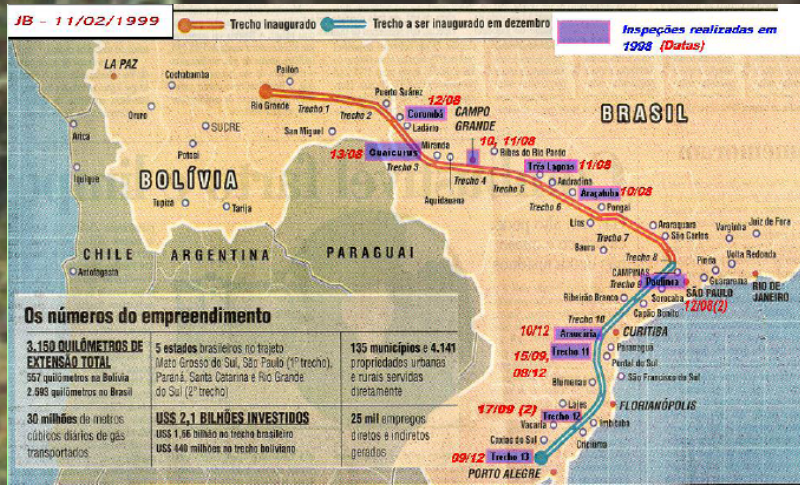 JB - 11/02/1999
Trecho inaugurado
Trecho a ser inaugurado em dezembro
Inspeções realizadas em
1998 (Datas)
LA PAZ
Cochabamba
Pailón
Rio Grande
Trecho 1
Trecho 2
Puerto Suárez
12/08
Corumbá
Ladário
CAMPO
GRANDE
BRASIL
Oruro
SUCRE
San Miguel
Arica
Potosí
13/08
Guaicurus
Miranda
10, 11/08
Ribas do Rio Pardo
Trecho 3
Trecho 4
Três Lagoas
11/08
Iquique
BOLÍVIA
Aquidauana
Trecho 5
Andradina
Araçatuba
10/08
Tupiza
Tarija
Trecho 6
Pongaí
Lins
Trecho 7
Araraquara
São Carlos
Varginha
Juiz de Fora
CHILE
ARGENTINA
PARAGUAI
Bauru
Trecho 8
Volta Redonda
Antofagasta
CAMPINAS
Trecho 9
Paulínea
Guararema
SÃO PAULO
RIO DE
JANEIRO
Ribeirão Branco
Sorocaba
12/08(2)
Capão Bonito
Trecho 10
Os números do empreendimento
10/12
Araucária
CURITIBA
3.150 QUILÔMETROS DE
EXTENSÃO TOTAL
557 quilômetros na Bolívia
2.593 quilômetros no Brasil
5 estados brasileiros no trajeto
Mato Grosso do Sul, São Paulo (1º trecho),
Paraná, Santa Catarina e Rio Grande
do Sul (2º trecho)
135 municípios e 4.141
propriedades urbanas
e rurais servidas
diretamente
15/09,
08/12
Trecho 11
Paranaguá
Pontal do Sul
São Francisco do Sul
Blumenau
30 milhões de metros
cúbicos diários de gás
transportados
US$ 2,1 BILHÕES INVESTIDOS
US$ 1,66 bilhão no trecho brasileiro
US$ 440 milhões no trecho boliviano
25 mil empregos
diretos e indiretos
gerados
17/09 (2)
Lajes
FLORIANÓPOLIS
Trecho 12
Vacaria
Imbituba
Caxias do Sul
Criciúma
09/12
Trecho 13
PORTO ALEGRE